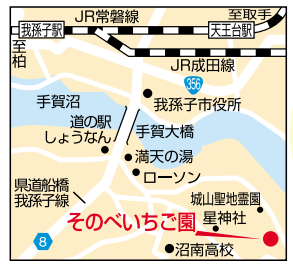 JR常磐線
至取手
我孫子駅
天王台駅
至柏
JR成田線
356
手賀沼
我孫子市役所
道の駅
しょうなん
手賀大橋
満天の湯
ローソン
県道船橋
我孫子線
城山聖地霊園
そのべいちご園
星神社
8
沼南高校